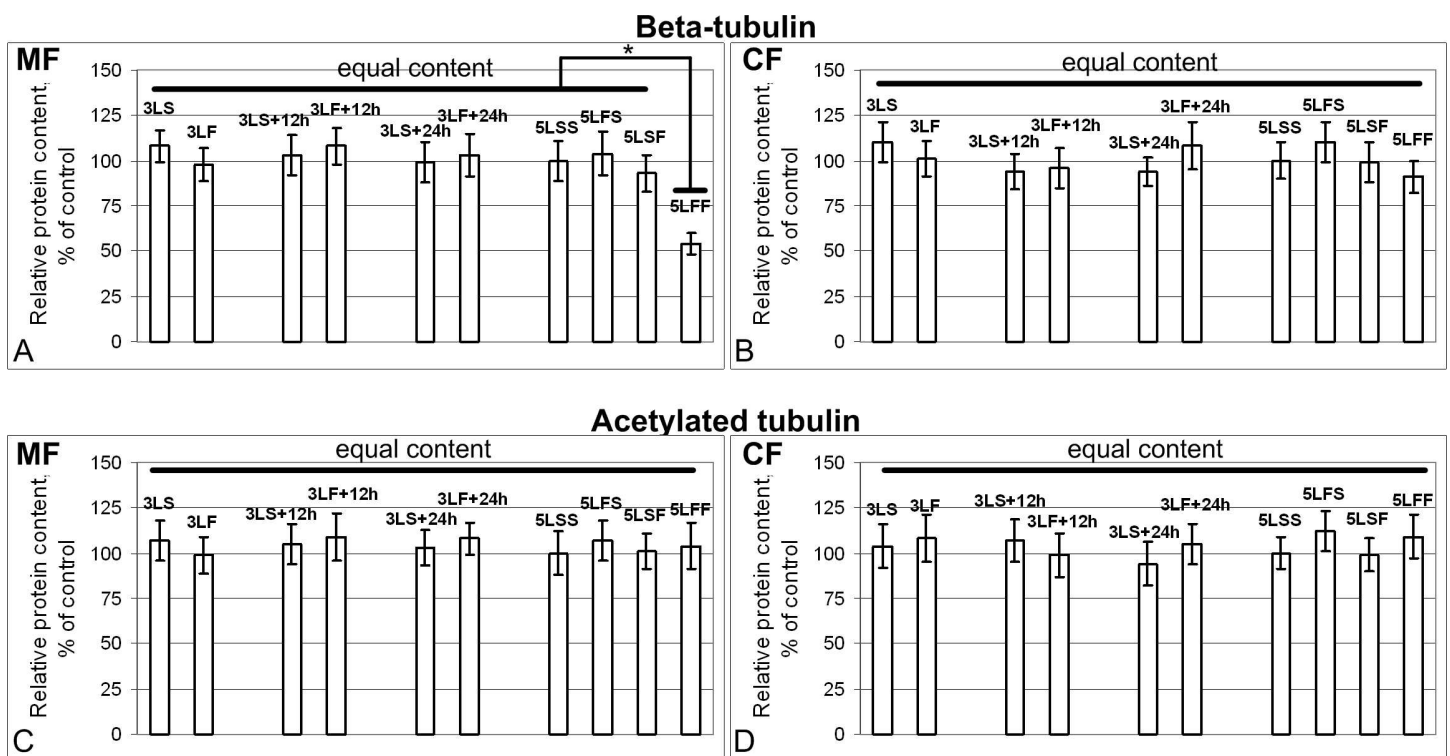 Beta-tubulin
MF
equal content
*
Relative protein content,
% of control
150
125
100
75
50
25
0
3LS
3LF
3LS+12h
3LF+12h
3LS+24h
3LF+24h
5LSS
5LFS
5LSF
5LFF
A
CF
equal content
Relative protein content,
% of control
150
125
100
75
50
25
0
3LS
3LF
3LS+12h
3LF+12h
3LS+24h
3LF+24h
5LSS
5LFS
5LSF
5LFF
B
Acetylated tubulin
MF
equal content
Relative protein content,
% of control
150
125
100
75
50
25
0
3LS
3LF
3LS+12h
3LF+12h
3LS+24h
3LF+24h
5LSS
5LFS
5LSF
5LFF
C
CF
equal content
Relative protein content,
% of control
150
125
100
75
50
25
0
3LS
3LF
3LS+12h
3LF+12h
3LS+24h
3LF+24h
5LSS
5LFS
5LSF
5LFF
D